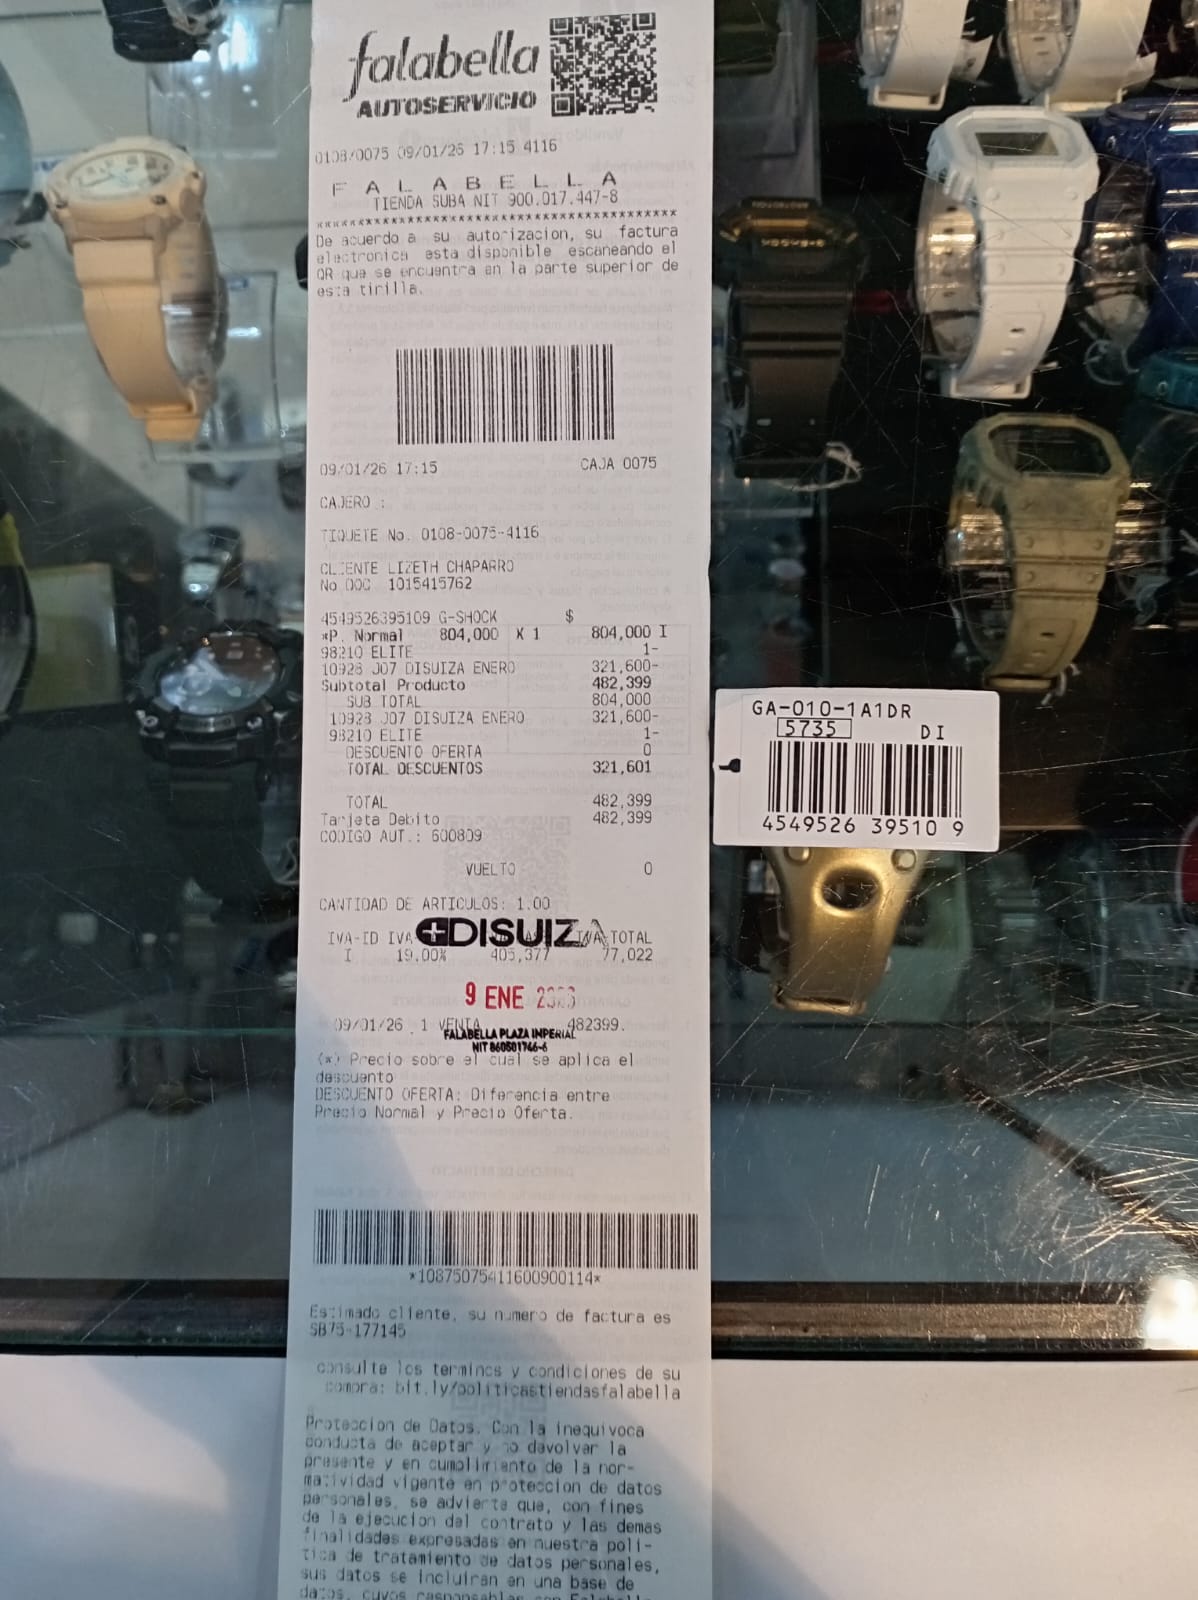 falabella
AUTOSERVICIO
0108/0075 09/01/26 17:15 4116
F A L A B E L L A
TIENDA SUBA NIT 900.017.447-8
****************************************
De acuerdo a su autorizacion, su factura
electronica esta disponible escaneando el
QR que se encuentra en la parte superior de
esta tirilla.
09/01/26 17:15 CAJA 0075
CAJERO :
TIQUETE No. 0108-0075-4116
CLIENTE LIZETH CHAPARRO
No DOC 1015415762
4549526395109 G-SHOCK $
*P. Normal 804,000 X 1 804,000 I
98210 ELITE 1-
10928 J07 DISUIZA ENERO 321,600-
Subtotal Producto 482,399
SUB TOTAL 804,000
10928 J07 DISUIZA ENERO 321,600-
98210 ELITE 1-
DESCUENTO OFERTA 0
TOTAL DESCUENTOS 321,601
TOTAL 482,399
Tarjeta Debito 482,399
CODIGO AUT.: 600809
VUELTO 0
CANTIDAD DE ARTICULOS: 1.00
DISUIZA
IVA-ID IVA IVA TOTAL
I 19.00% 405,377 77,022
9 ENE
09/01/26 1 VENTA 482399.
FALABELLA PLAZA INPERIAL
NIT 860501746-6
(*) Precio sobre el cual se aplica el
descuento
DESCUENTO OFERTA: Diferencia entre
Precio Normal y Precio Oferta.
*10875075411600900114*
Estimado cliente, su numero de factura es
SB75-177145
consulte los terminos y condiciones de su
compra: bit.ly/politicastiendasfalabella
Proteccion de Datos. Con la inequivoca
conducta de aceptar y no devolver la
presente y en cumplimiento de la nor-
matividad vigente en proteccion de datos
personales, se advierte que, con fines
de la ejecucion del contrato y las demas
finalidades expresadas en nuestra poli-
tica de tratamiento de datos personales,
sus datos se incluiran en una base de
datos, cuyos responsables son
GA-010-1A1DR
5735 DI
4549526 39510 9